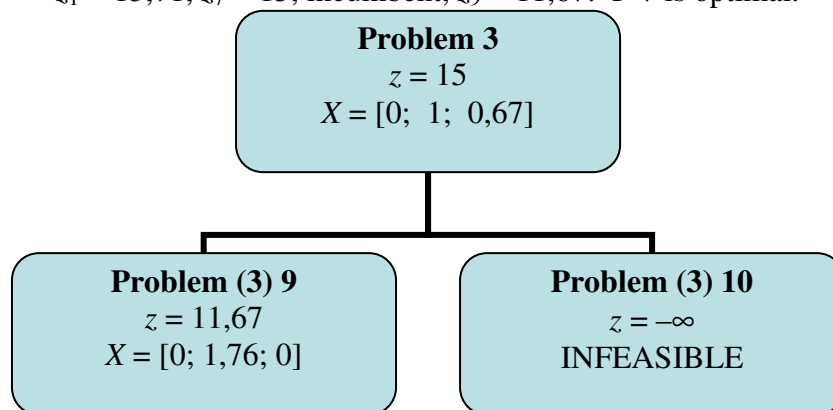 Problem 3
z = 15
X = [0; 1; 0,67]
Problem (3) 9
z = 11,67
X = [0; 1,76; 0]
Problem (3) 10
z = –∞
INFEASIBLE